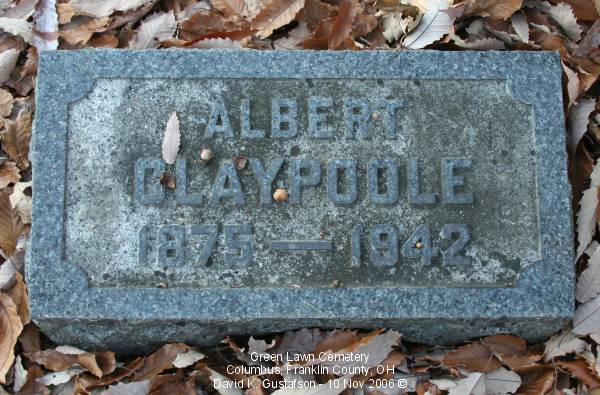 ALBERT
CLAYPOOLE
1875 — 1942
Green Lawn Cemetery
Columbus, Franklin County, OH
David K. Gustafson - 10 Nov 2006 ©